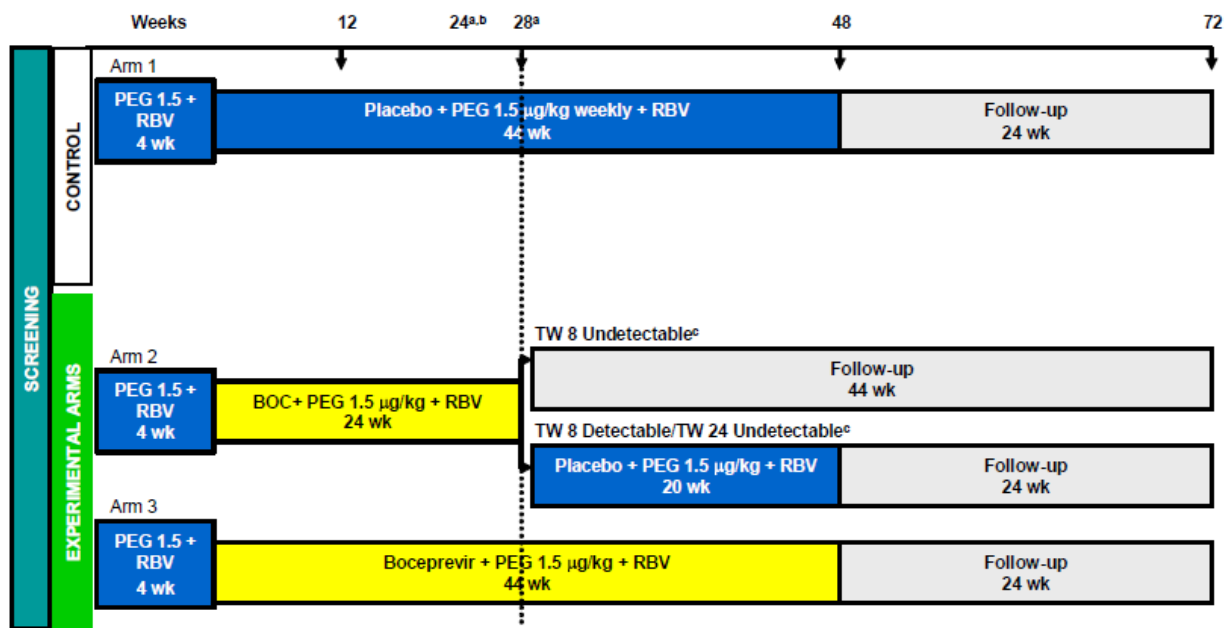 Weeks 12 24a,b 28a 48 72
SCREENING
CONTROL
Arm 1
PEG 1.5 +
RBV
4 wk
Placebo + PEG 1.5 µg/kg weekly + RBV
44 wk
Follow-up
24 wk
EXPERIMENTAL ARMS
Arm 2
PEG 1.5 +
RBV
4 wk
BOC+ PEG 1.5 µg/kg + RBV
24 wk
TW 8 Undetectablec
Follow-up
44 wk
TW 8 Detectable/TW 24 Undetectablec
Placebo + PEG 1.5 µg/kg + RBV
20 wk
Follow-up
24 wk
Arm 3
PEG 1.5 +
RBV
4 wk
Boceprevir + PEG 1.5 µg/kg + RBV
44 wk
Follow-up
24 wk